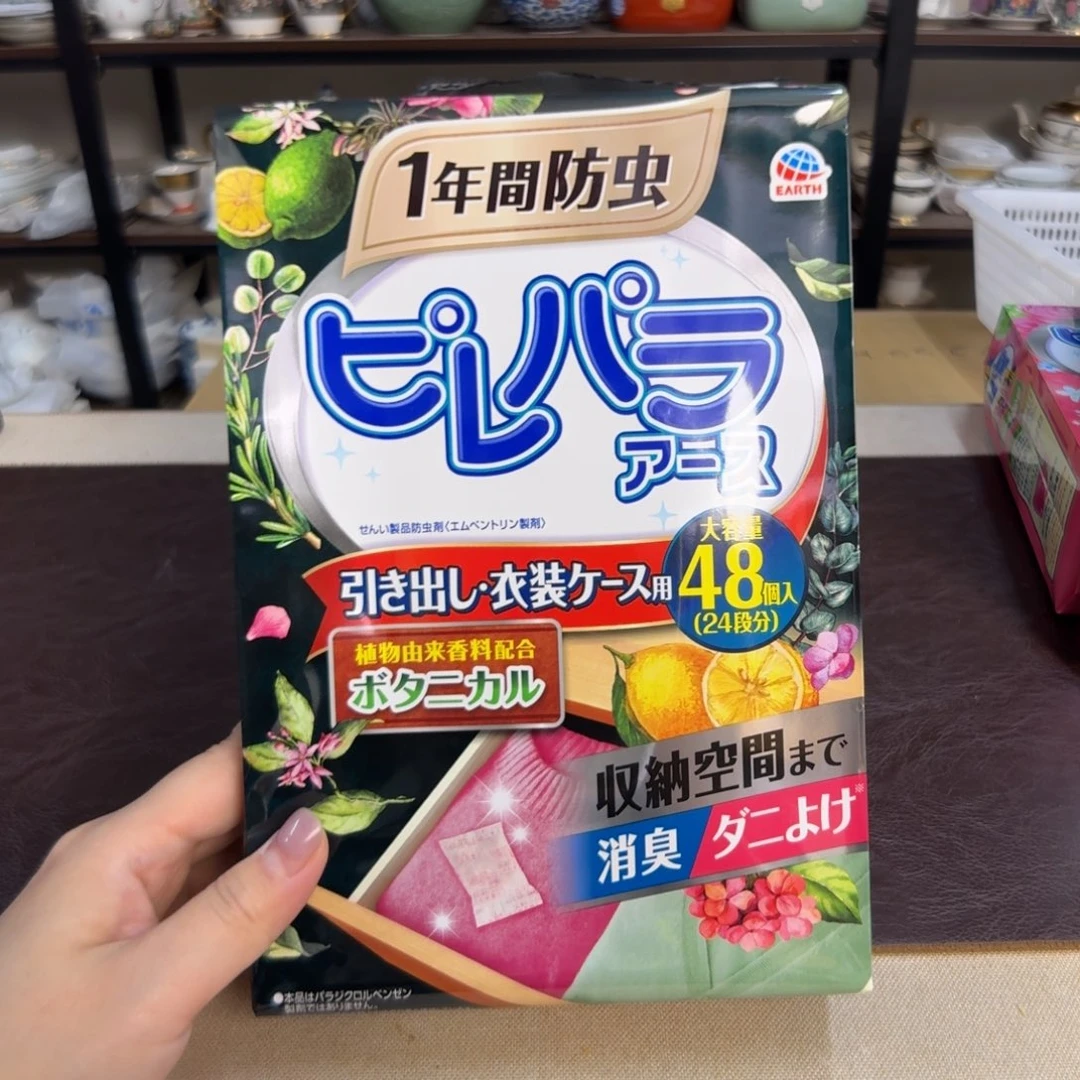 1年間防虫
EARTH
ピレパラ
アース
せんい製品防虫剤〈エムペントリン製剤〉
引き出し・衣装ケース用
大容量
48個入
(24段分)
植物由来香料配合
ボタニカル
収納空間まで
消臭 ダニよけ※
●本品はパラジクロルベンゼン
製剤ではありません。